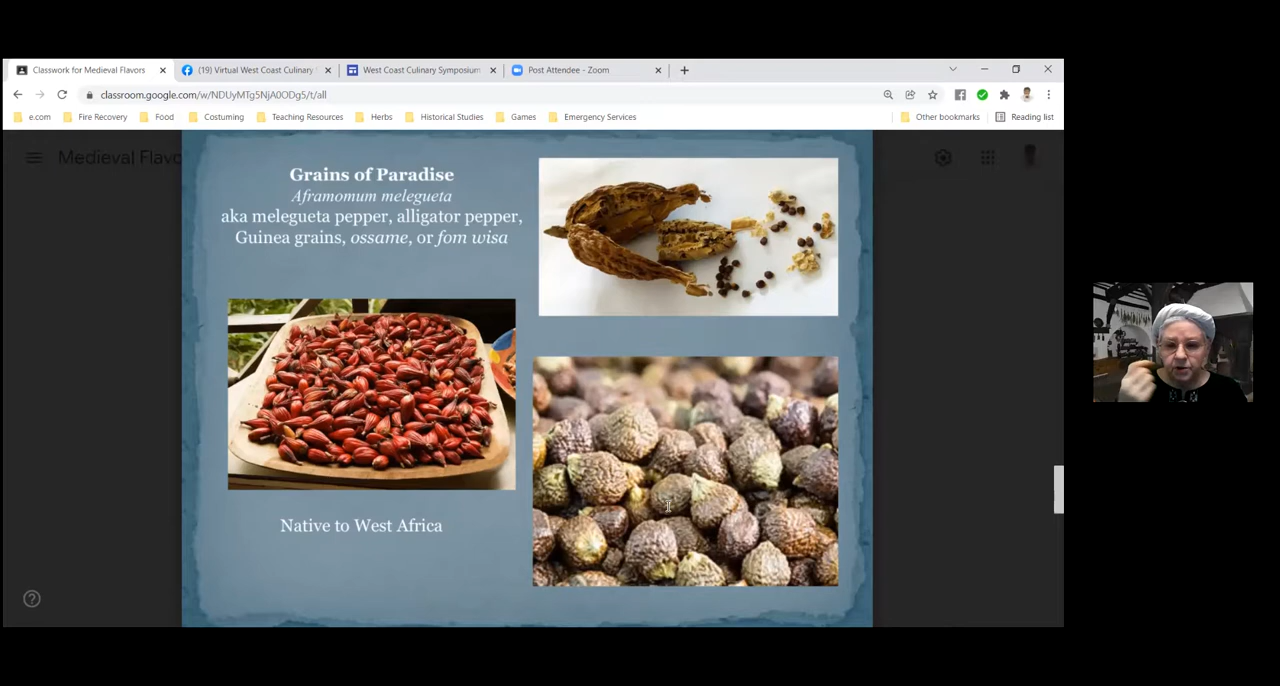 Classwork for Medieval Flavors
(19) Virtual West Coast Culinary
West Coast Culinary Symposium
Post Attendee - Zoom
classroom.google.com/w/NDUyMTg5NjA0ODg5/t/all
e.com
Fire Recovery
Food
Costuming
Teaching Resources
Herbs
Historical Studies
Games
Emergency Services
Other bookmarks
Reading list
Medieval Flavo
Grains of Paradise
Aframomum melegueta
aka melegueta pepper, alligator pepper,
Guinea grains, ossame, or fom wisa
Native to West Africa